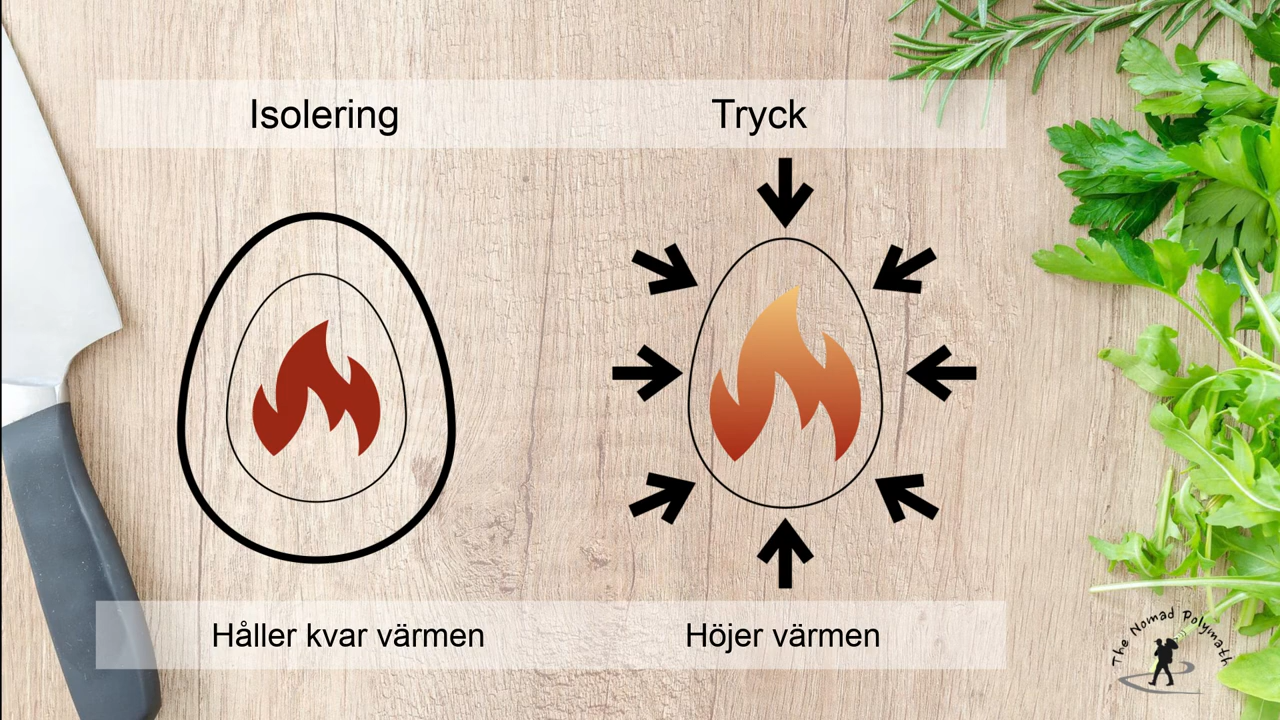 Isolering
Tryck
Håller kvar värmen
Höjer värmen
The Nomad Polymath